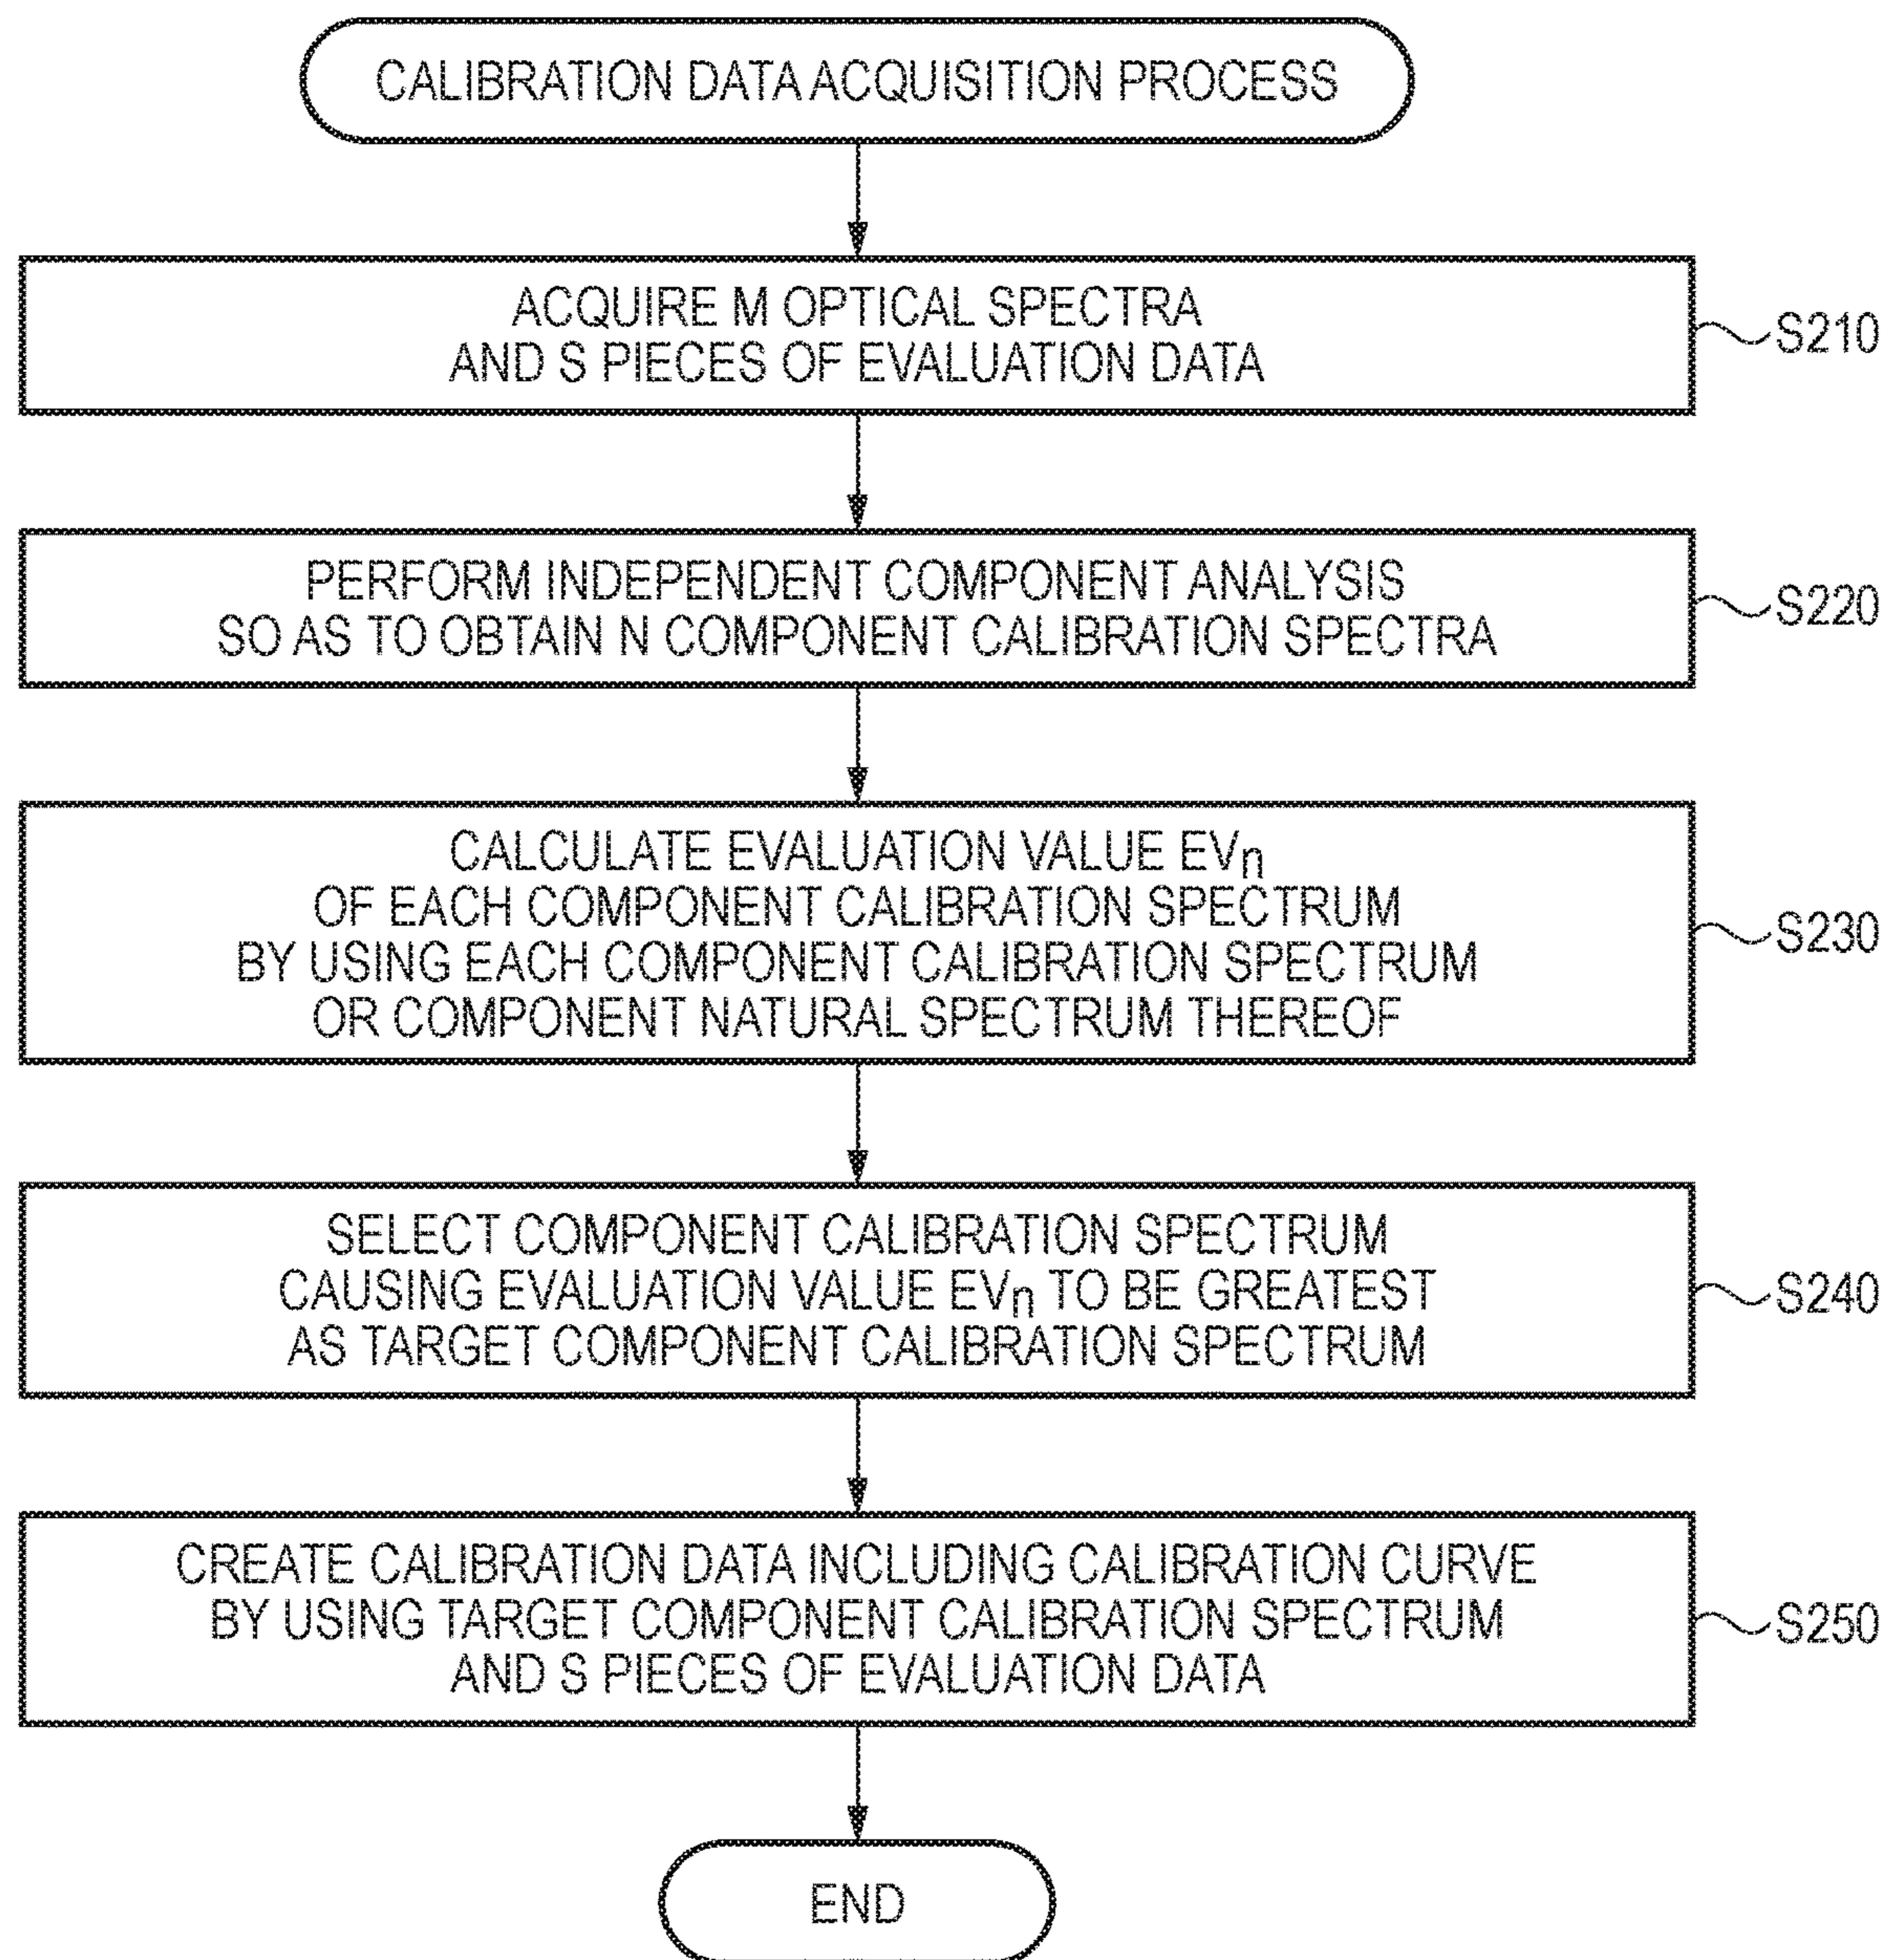 CALIBRATION DATA ACQUISITION PROCESS
ACQUIRE M OPTICAL SPECTRA
AND S PIECES OF EVALUATION DATA
S210
PERFORM INDEPENDENT COMPONENT ANALYSIS
SO AS TO OBTAIN N COMPONENT CALIBRATION SPECTRA
S220
CALCULATE EVALUATION VALUE EVn
OF EACH COMPONENT CALIBRATION SPECTRUM
BY USING EACH COMPONENT CALIBRATION SPECTRUM
OR COMPONENT NATURAL SPECTRUM THEREOF
S230
SELECT COMPONENT CALIBRATION SPECTRUM
CAUSING EVALUATION VALUE EVn TO BE GREATEST
AS TARGET COMPONENT CALIBRATION SPECTRUM
S240
CREATE CALIBRATION DATA INCLUDING CALIBRATION CURVE
BY USING TARGET COMPONENT CALIBRATION SPECTRUM
AND S PIECES OF EVALUATION DATA
S250
END